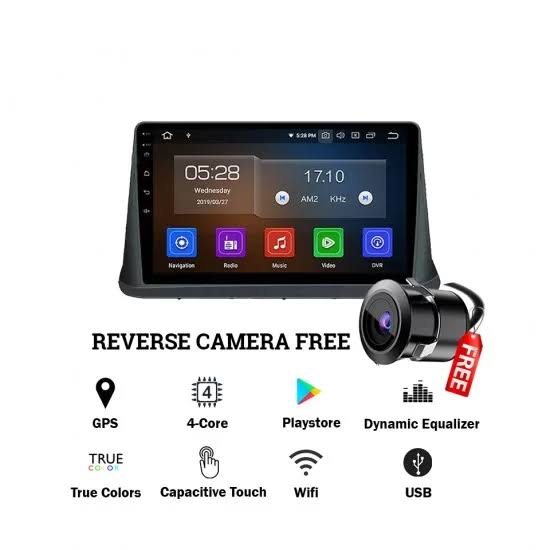 5:28 PM
05:28
Wednesday
2019/03/27
17.10
AM2 KHz
Navigation
Radio
Music
Video
DVR
REVERSE CAMERA FREE
FREE
4
GPS
4-Core
Playstore
Dynamic Equalizer
TRUE
COLOR
True Colors
Capacitive Touch
Wifi
USB